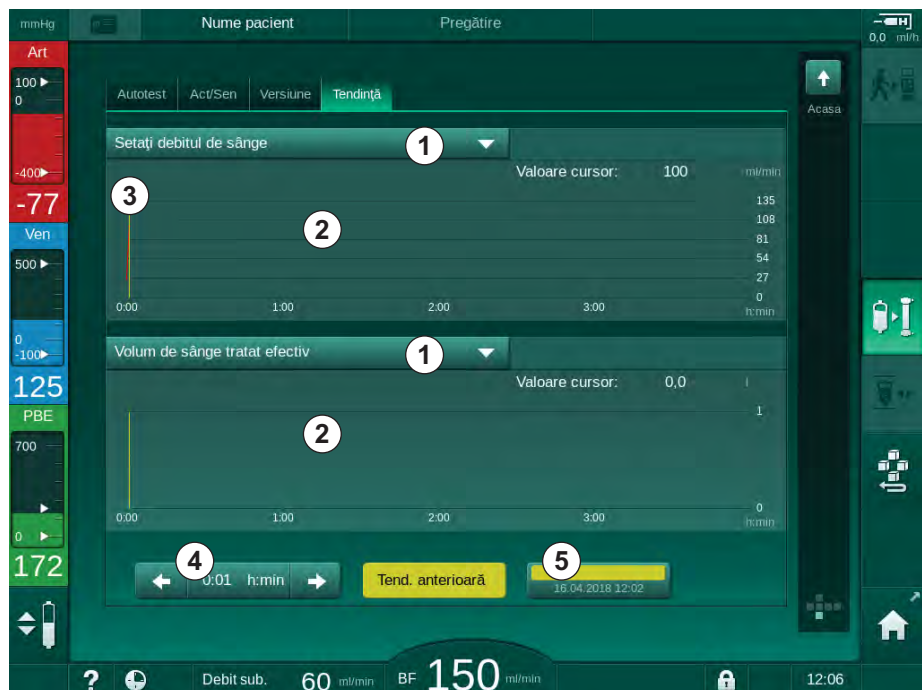 mmHg
Nume pacient
Pregătire
0,0 ml/h
Art
100
0
-400
-77
Ven
500
0
-100
125
PBE
700
0
172
Autotest
Act/Sen
Versiune
Tendinţă
Acasa
Setaţi debitul de sânge
1
Valoare cursor: 100 ml/min
3
2
135
108
81
54
27
0
0:00 1:00 2:00 3:00 h:min
Volum de sânge tratat efectiv
1
Valoare cursor: 0,0 l
2
1
0
0:00 1:00 2:00 3:00 h:min
4
0:01 h:min
Tend. anterioară
5
16.04.2018 12:02
? Debit sub. 60 ml/min BF 150 ml/min 12:06